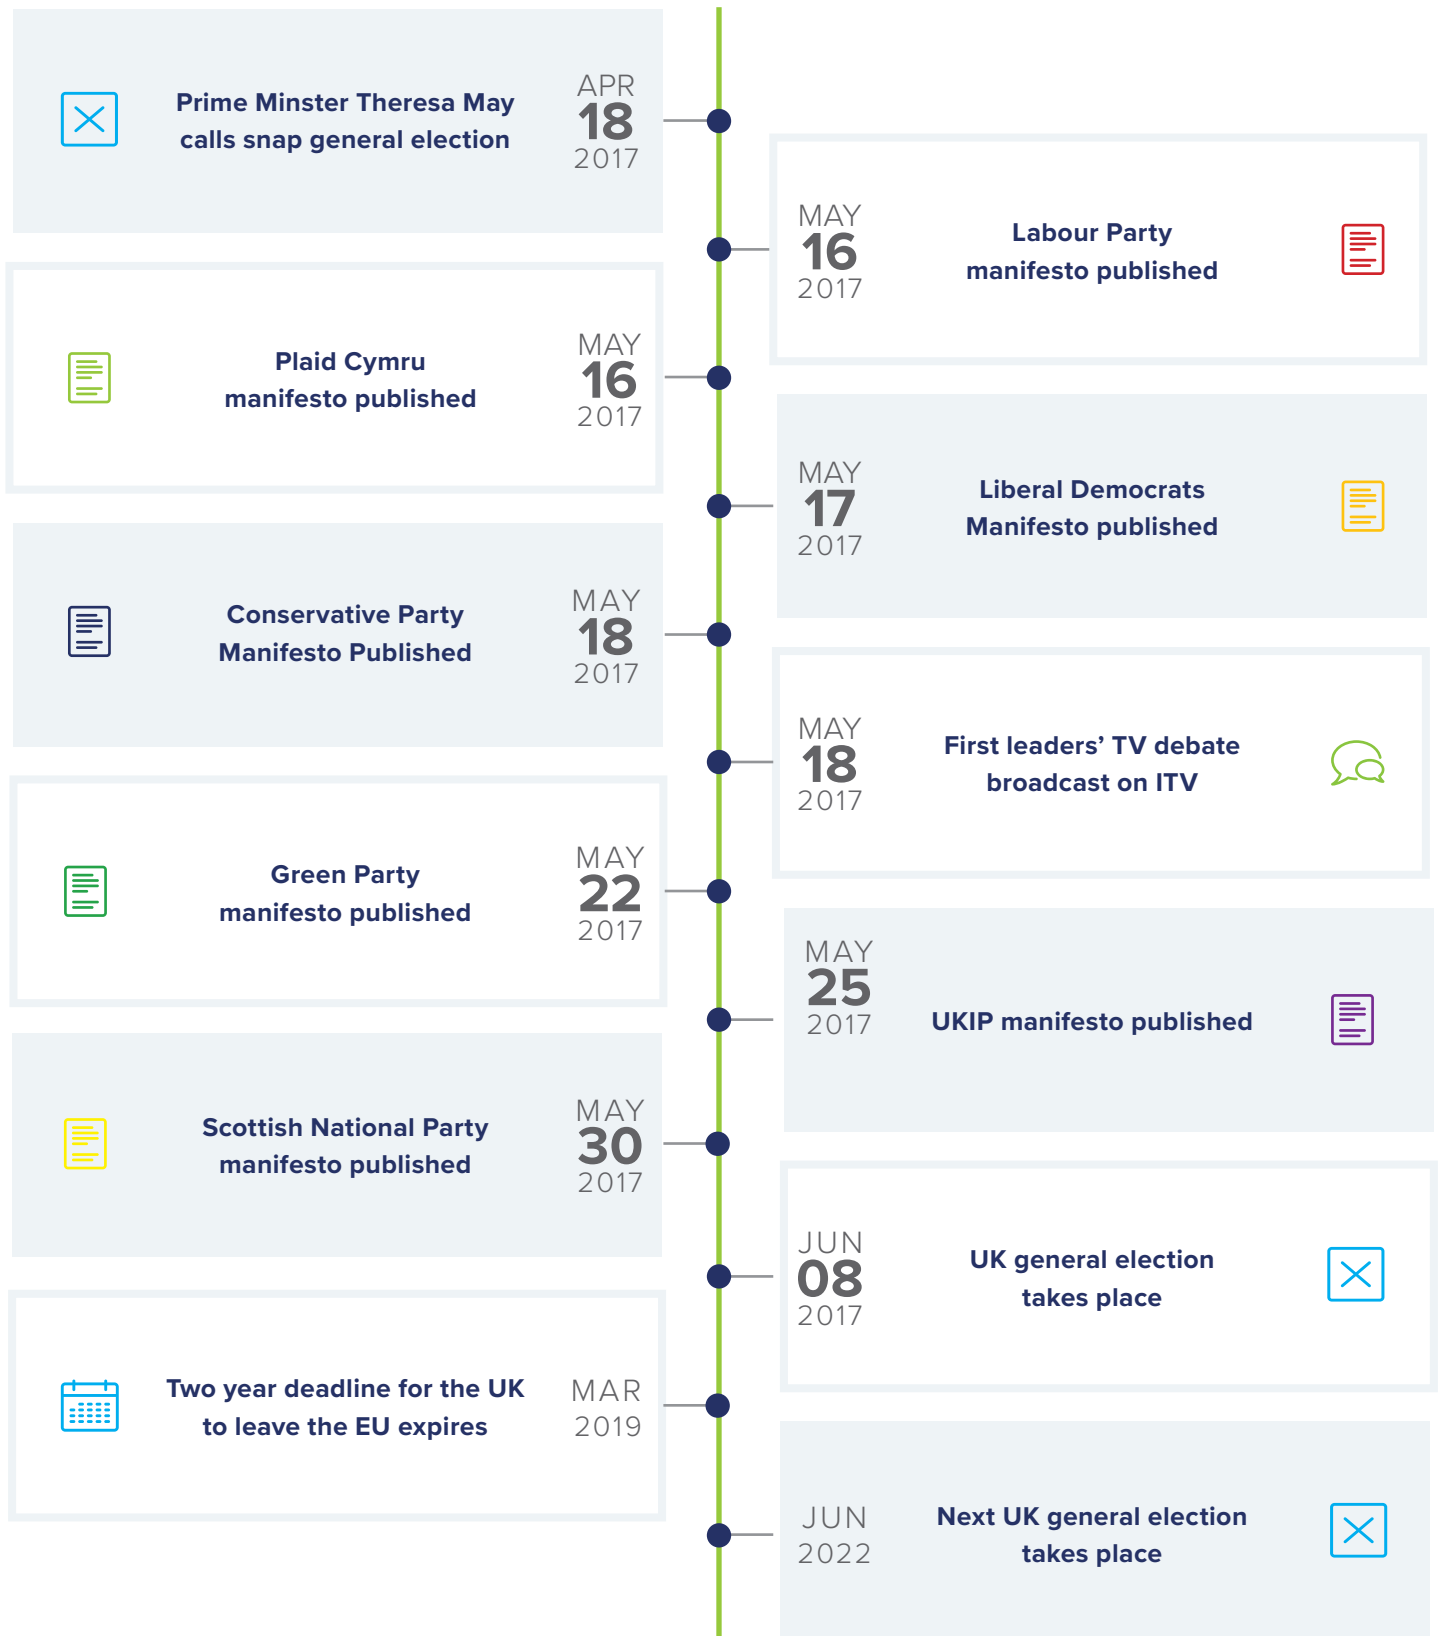 Prime Minster Theresa May
calls snap general election
APR
18
2017
MAY
16
2017
Labour Party
manifesto published
Plaid Cymru
manifesto published
MAY
16
2017
MAY
17
2017
Liberal Democrats
Manifesto published
Conservative Party
Manifesto Published
MAY
18
2017
MAY
18
2017
First leaders’ TV debate
broadcast on ITV
Green Party
manifesto published
MAY
22
2017
MAY
25
2017
UKIP manifesto published
Scottish National Party
manifesto published
MAY
30
2017
JUN
08
2017
UK general election
takes place
Two year deadline for the UK
to leave the EU expires
MAR
2019
JUN
2022
Next UK general election
takes place